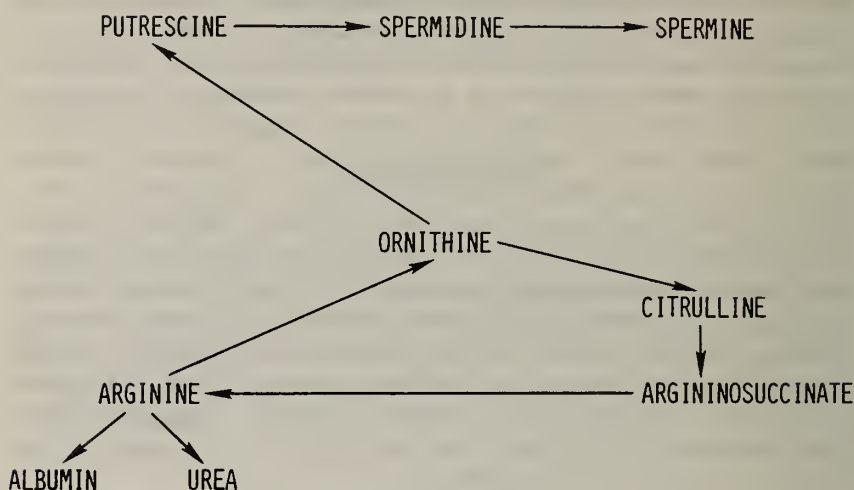 PUTRESCINE SPERMIDINE SPERMINE
ORNITHINE
CITRULLINE
ARGININE ARGININOSUCCINATE
ALBUMIN UREA